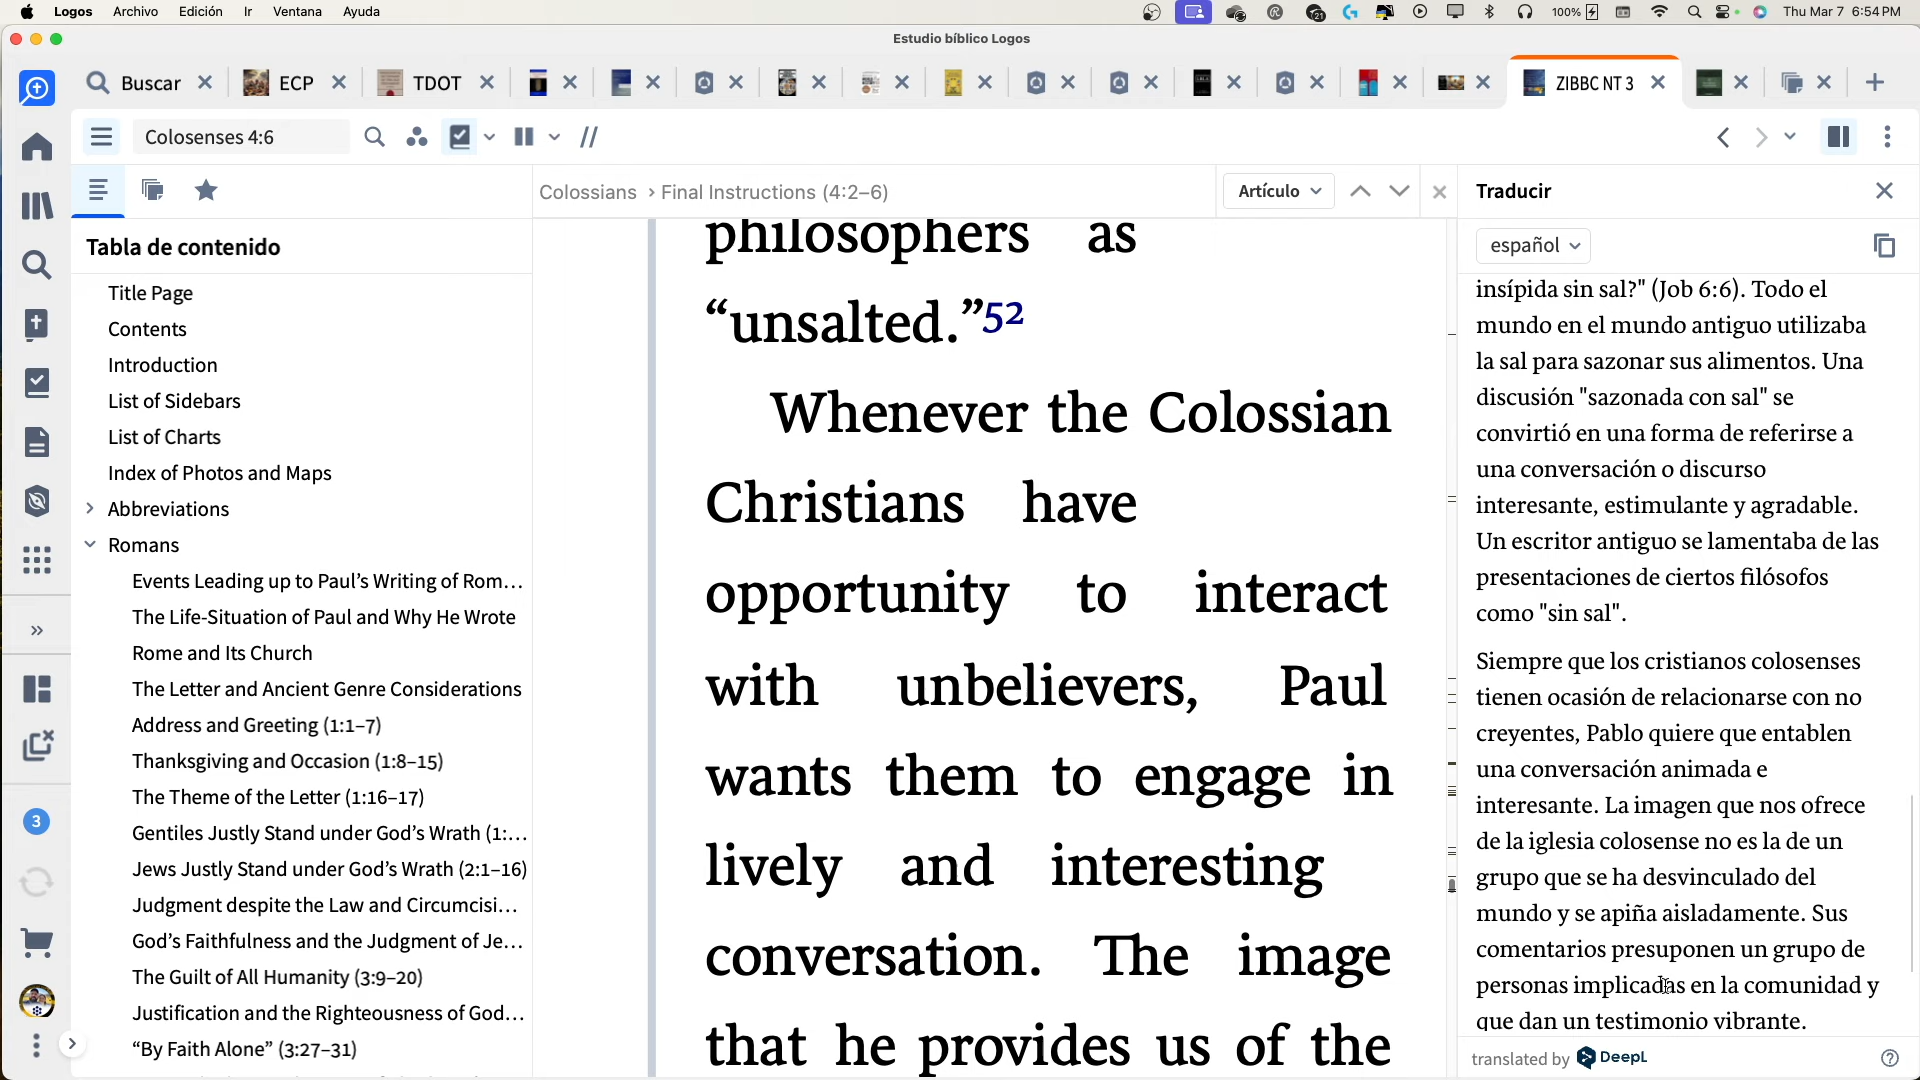 Logos Archivo Edición Ir Ventana Ayuda
21
100%
Thu Mar 7 6:54 PM
Estudio bíblico Logos
Buscar
ECP
TDOT
ZIBBC NT 3
Colosenses 4:6
Colossians › Final Instructions (4:2–6)
Artículo
Tabla de contenido
Title Page
Contents
Introduction
List of Sidebars
List of Charts
Index of Photos and Maps
Abbreviations
Romans
Events Leading up to Paul’s Writing of Rom…
The Life-Situation of Paul and Why He Wrote
Rome and Its Church
The Letter and Ancient Genre Considerations
Address and Greeting (1:1–7)
Thanksgiving and Occasion (1:8–15)
The Theme of the Letter (1:16–17)
Gentiles Justly Stand under God’s Wrath (1:…
Jews Justly Stand under God’s Wrath (2:1–16)
Judgment despite the Law and Circumcisi…
God’s Faithfulness and the Judgment of Je…
The Guilt of All Humanity (3:9–20)
Justification and the Righteousness of God…
“By Faith Alone” (3:27–31)
3
philosophers as
“unsalted.”52
Whenever the Colossian
Christians have
opportunity to interact
with unbelievers, Paul
wants them to engage in
lively and interesting
conversation. The image
that he provides us of the
Traducir
español
insípida sin sal?" (Job 6:6). Todo el
mundo en el mundo antiguo utilizaba
la sal para sazonar sus alimentos. Una
discusión "sazonada con sal" se
convirtió en una forma de referirse a
una conversación o discurso
interesante, estimulante y agradable.
Un escritor antiguo se lamentaba de las
presentaciones de ciertos filósofos
como "sin sal".
Siempre que los cristianos colosenses
tienen ocasión de relacionarse con no
creyentes, Pablo quiere que entablen
una conversación animada e
interesante. La imagen que nos ofrece
de la iglesia colosense no es la de un
grupo que se ha desvinculado del
mundo y se apiña aisladamente. Sus
comentarios presuponen un grupo de
personas implicadas en la comunidad y
que dan un testimonio vibrante.
translated by DeepL